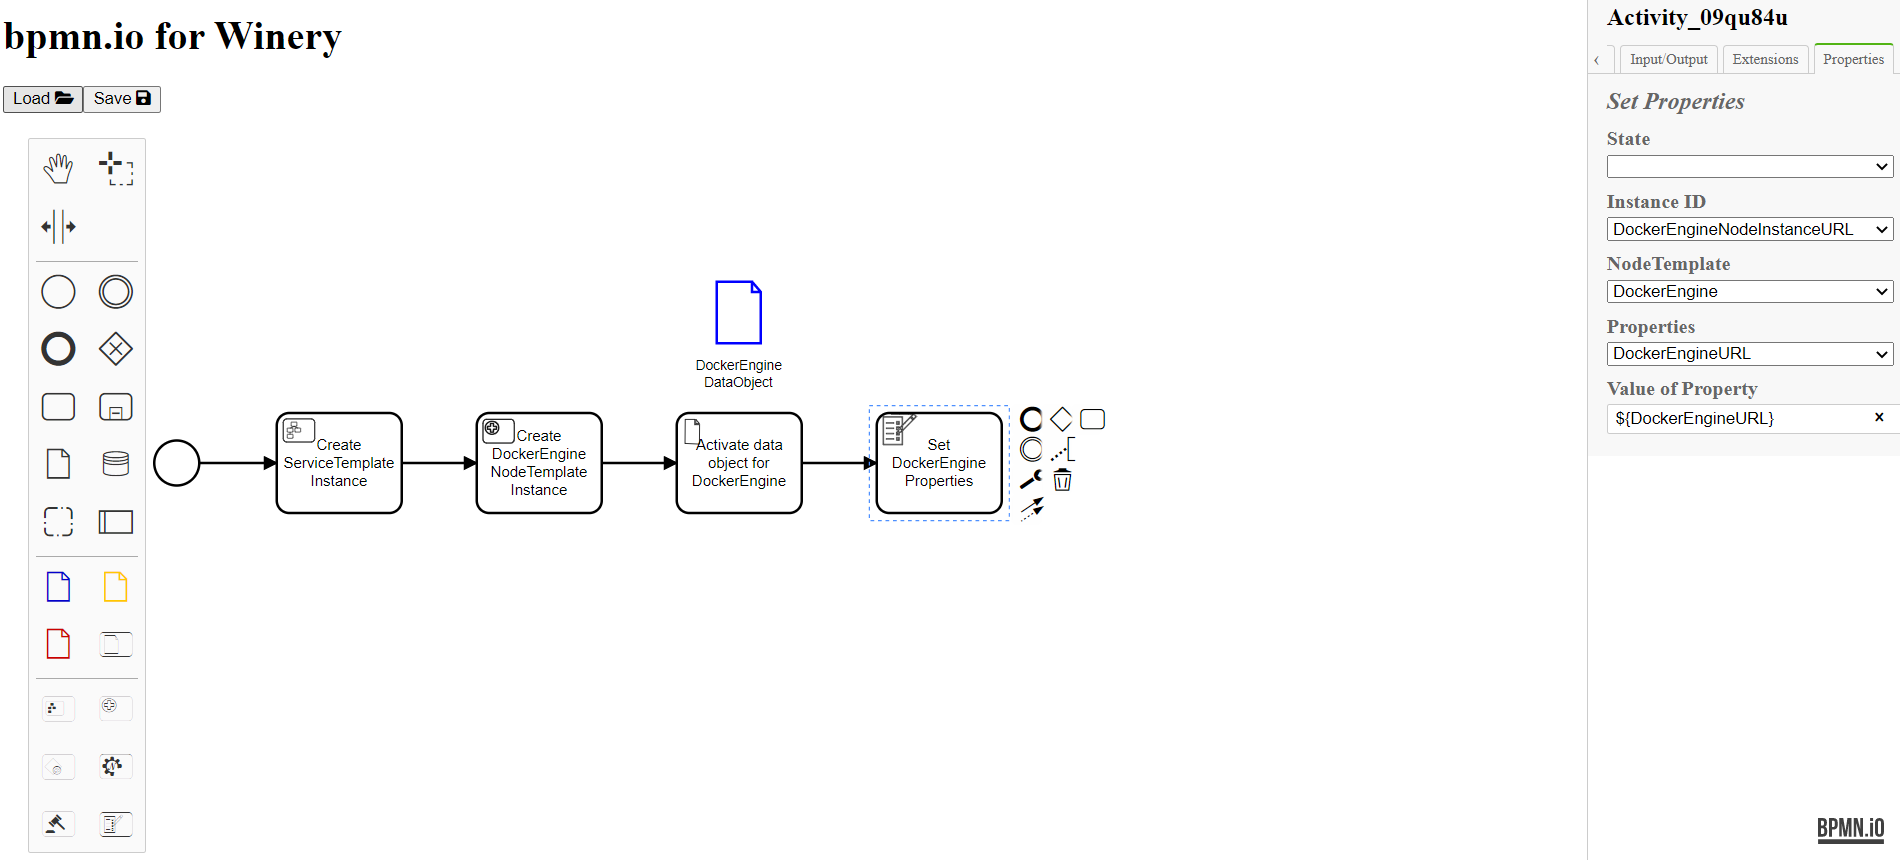 bpmn.io for Winery
Load
Save
DockerEngine
DataObject
Create
ServiceTemplate
Instance
Create
DockerEngine
NodeTemplate
Instance
Activate data
object for
DockerEngine
Set
DockerEngine
Properties
Activity_09qu84u
‹ Input/Output Extensions Properties
Set Properties
State
Instance ID
DockerEngineNodeInstanceURL
NodeTemplate
DockerEngine
Properties
DockerEngineURL
Value of Property
${DockerEngineURL} ×
BPMN.iO